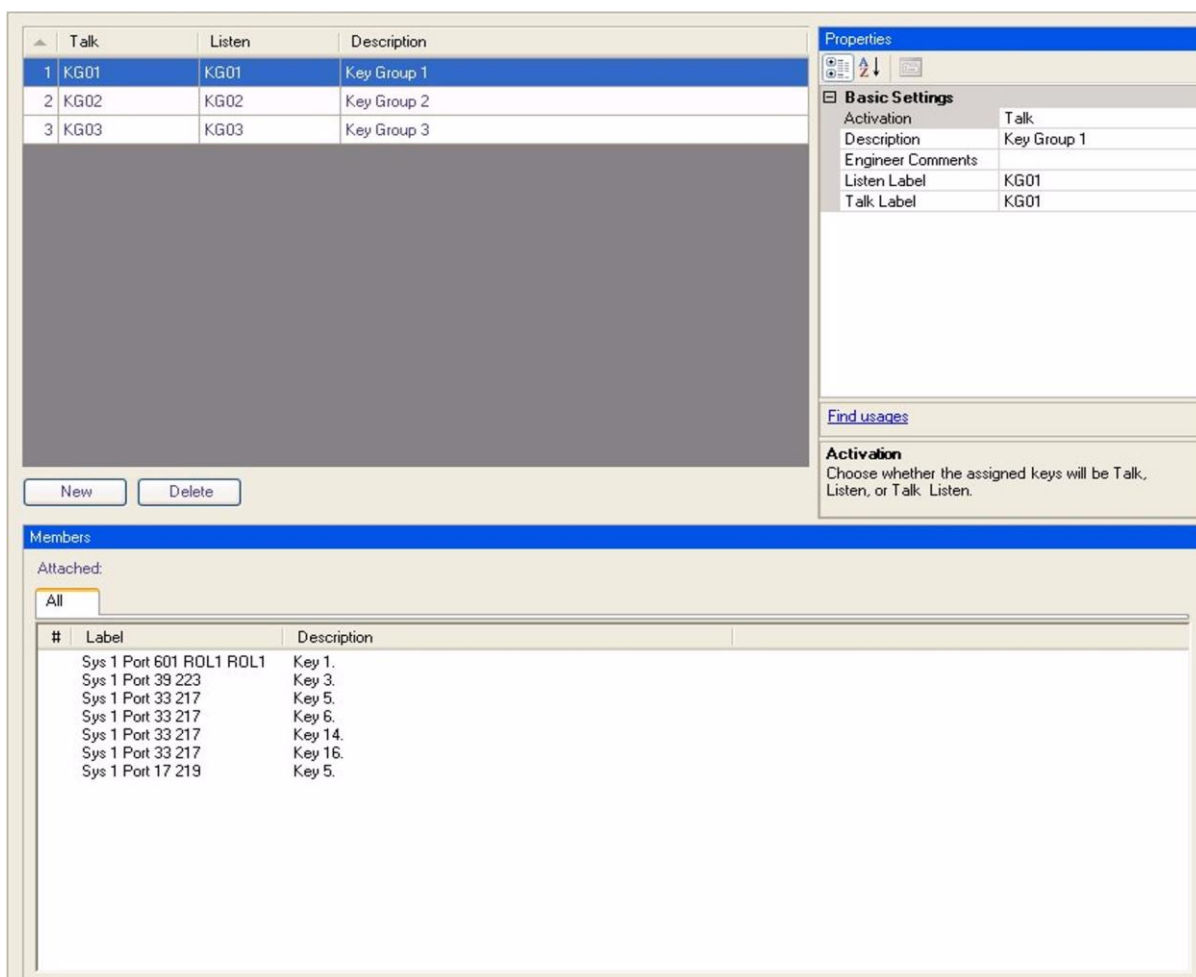 Talk Listen Description
1 KG01 KG01 Key Group 1
2 KG02 KG02 Key Group 2
3 KG03 KG03 Key Group 3
New Delete
Properties
Basic Settings
Activation Talk
Description Key Group 1
Engineer Comments
Listen Label KG01
Talk Label KG01
Find usages
Activation
Choose whether the assigned keys will be Talk,
Listen, or Talk Listen.
Members
Attached:
All
# Label Description
Sys 1 Port 601 ROL1 ROL1 Key 1.
Sys 1 Port 39 223 Key 3.
Sys 1 Port 33 217 Key 5.
Sys 1 Port 33 217 Key 6.
Sys 1 Port 33 217 Key 14.
Sys 1 Port 33 217 Key 16.
Sys 1 Port 17 219 Key 5.